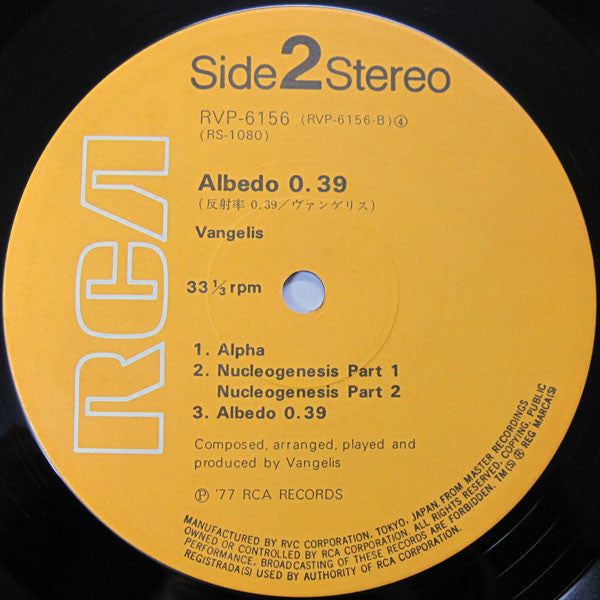 Side 2 Stereo
RVP-6156 (RVP-6156-B) ④
(RS-1080)
RCA
Albedo 0.39
(反射率 0.39/ヴァンゲリス)
Vangelis
33 1/3 rpm
1. Alpha
2. Nucleogenesis Part 1
Nucleogenesis Part 2
3. Albedo 0.39
Composed, arranged, played and
produced by Vangelis
Ⓟ '77 RCA RECORDS
MANUFACTURED BY RVC CORPORATION, TOKYO, JAPAN, FROM MASTER RECORDINGS
OWNED OR CONTROLLED BY RCA CORPORATION. ALL RIGHTS RESERVED. COPYING, PUBLIC
PERFORMANCE, BROADCASTING OF THESE RECORDS ARE FORBIDDEN. TM(S) ® REG MARCA(S)
REGISTRADA(S) USED BY AUTHORITY OF RCA CORPORATION.